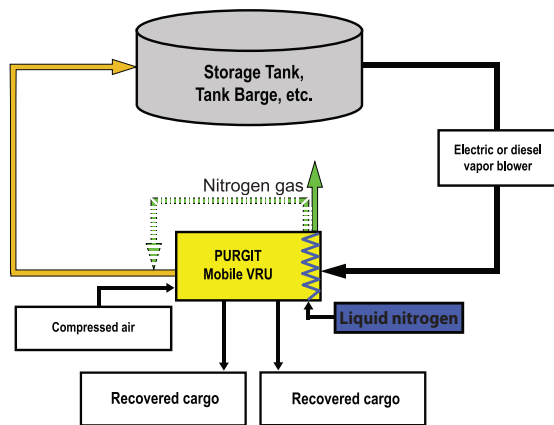 Storage Tank,
Tank Barge, etc.
Electric or diesel
vapor blower
Nitrogen gas
PURGIT
Mobile VRU
Compressed air
Liquid nitrogen
Recovered cargo
Recovered cargo